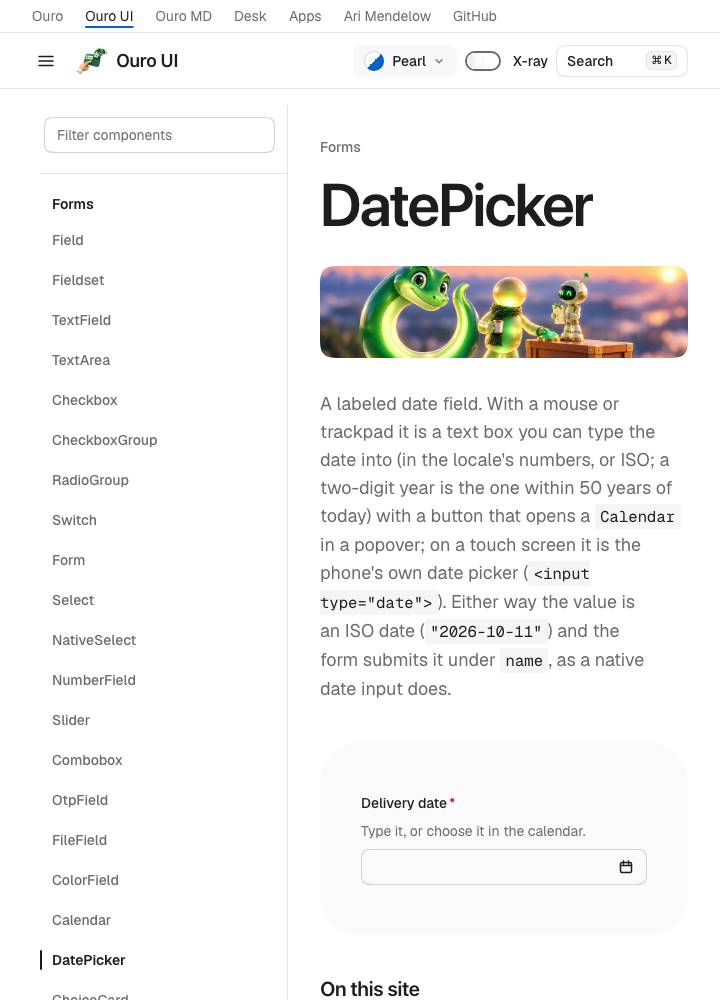 Ouro
Ouro UI
Ouro MD
Desk
Apps
Ari Mendelow
GitHub
Ouro UI
Pearl
X-ray
Search
⌘ K
Filter components
Forms
Field
Fieldset
TextField
TextArea
Checkbox
CheckboxGroup
RadioGroup
Switch
Form
Select
NativeSelect
NumberField
Slider
Combobox
OtpField
FileField
ColorField
Calendar
DatePicker
ChoiceCard
Forms
DatePicker
A labeled date field. With a mouse or
trackpad it is a text box you can type the
date into (in the locale's numbers, or ISO; a
two-digit year is the one within 50 years of
today) with a button that opens a Calendar
in a popover; on a touch screen it is the
phone's own date picker ( <input
type="date"> ). Either way the value is
an ISO date ( "2026-10-11" ) and the
form submits it under name , as a native
date input does.
Delivery date *
Type it, or choose it in the calendar.
On this site